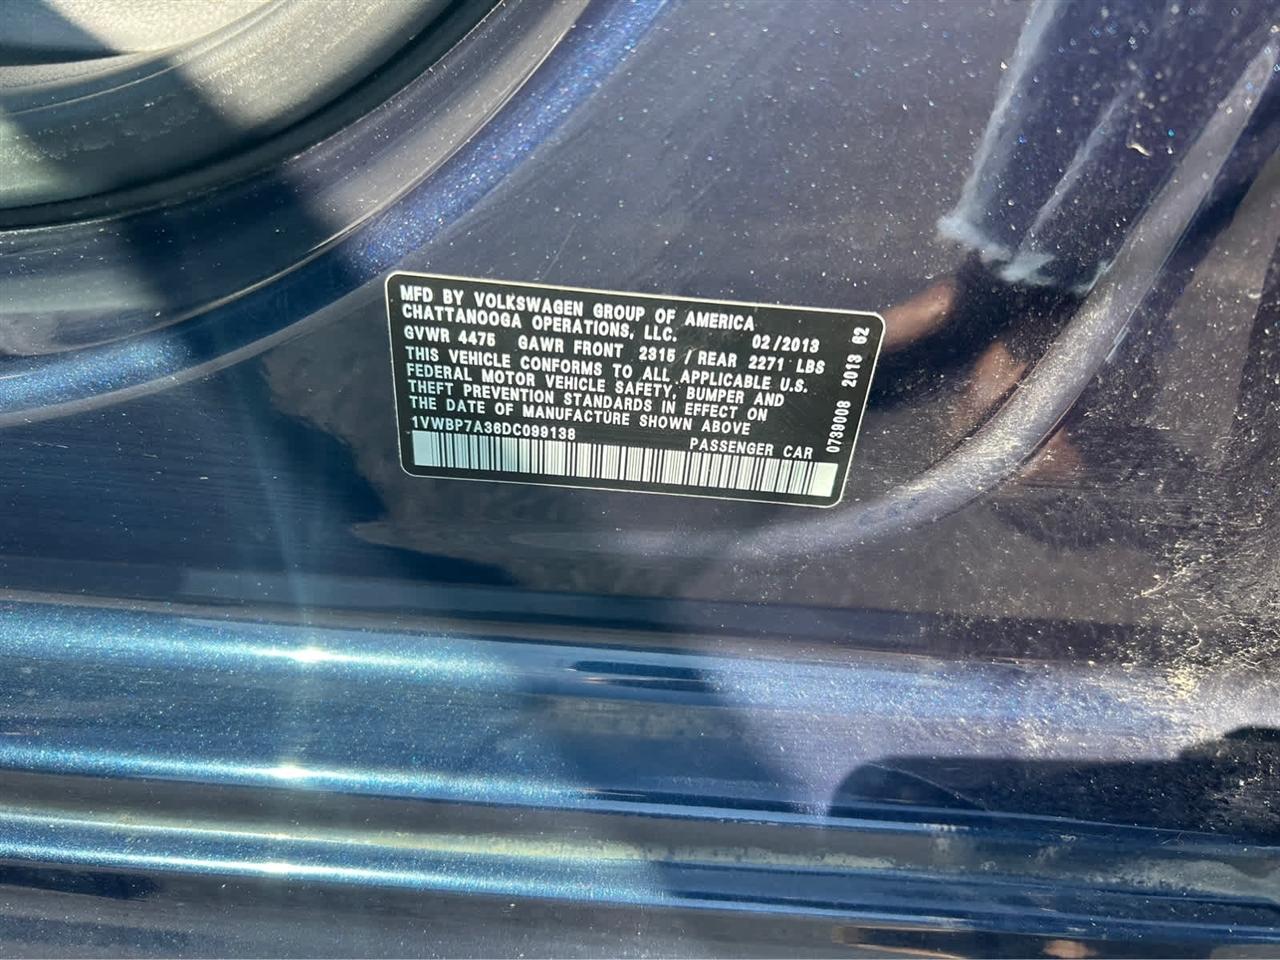 MFD BY VOLKSWAGEN GROUP OF AMERICA
CHATTANOOGA OPERATIONS, LLC.
GVWR 4475 GAWR FRONT 2315 / REAR 2271 LBS 02/2013
THIS VEHICLE CONFORMS TO ALL APPLICABLE U.S.
FEDERAL MOTOR VEHICLE SAFETY, BUMPER AND
THEFT PREVENTION STANDARDS IN EFFECT ON
THE DATE OF MANUFACTURE SHOWN ABOVE
1VWBP7A36DC099138 PASSENGER CAR
0739008 2013 62